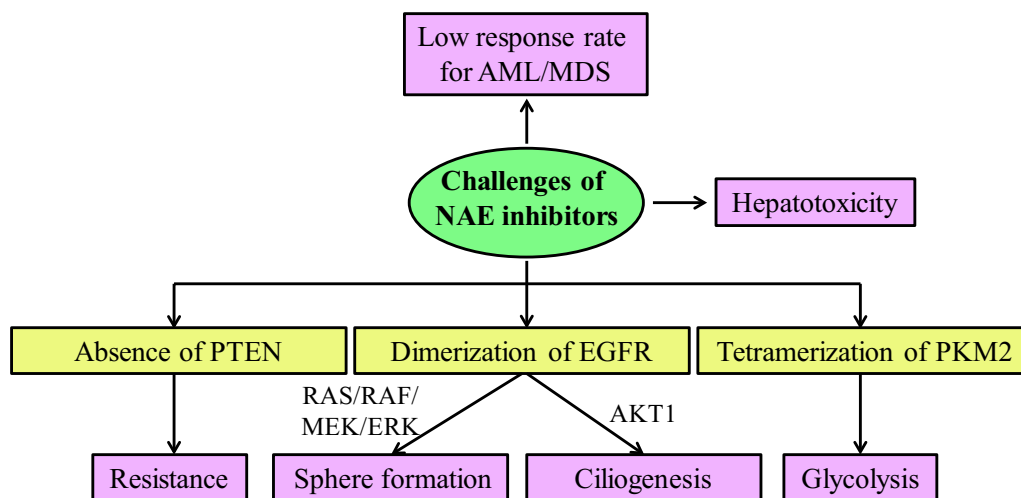 Low response rate
for AML/MDS
Challenges of
NAE inhibitors
Hepatotoxicity
Absence of PTEN
Dimerization of EGFR
Tetramerization of PKM2
RAS/RAF/
MEK/ERK
AKT1
Resistance
Sphere formation
Ciliogenesis
Glycolysis